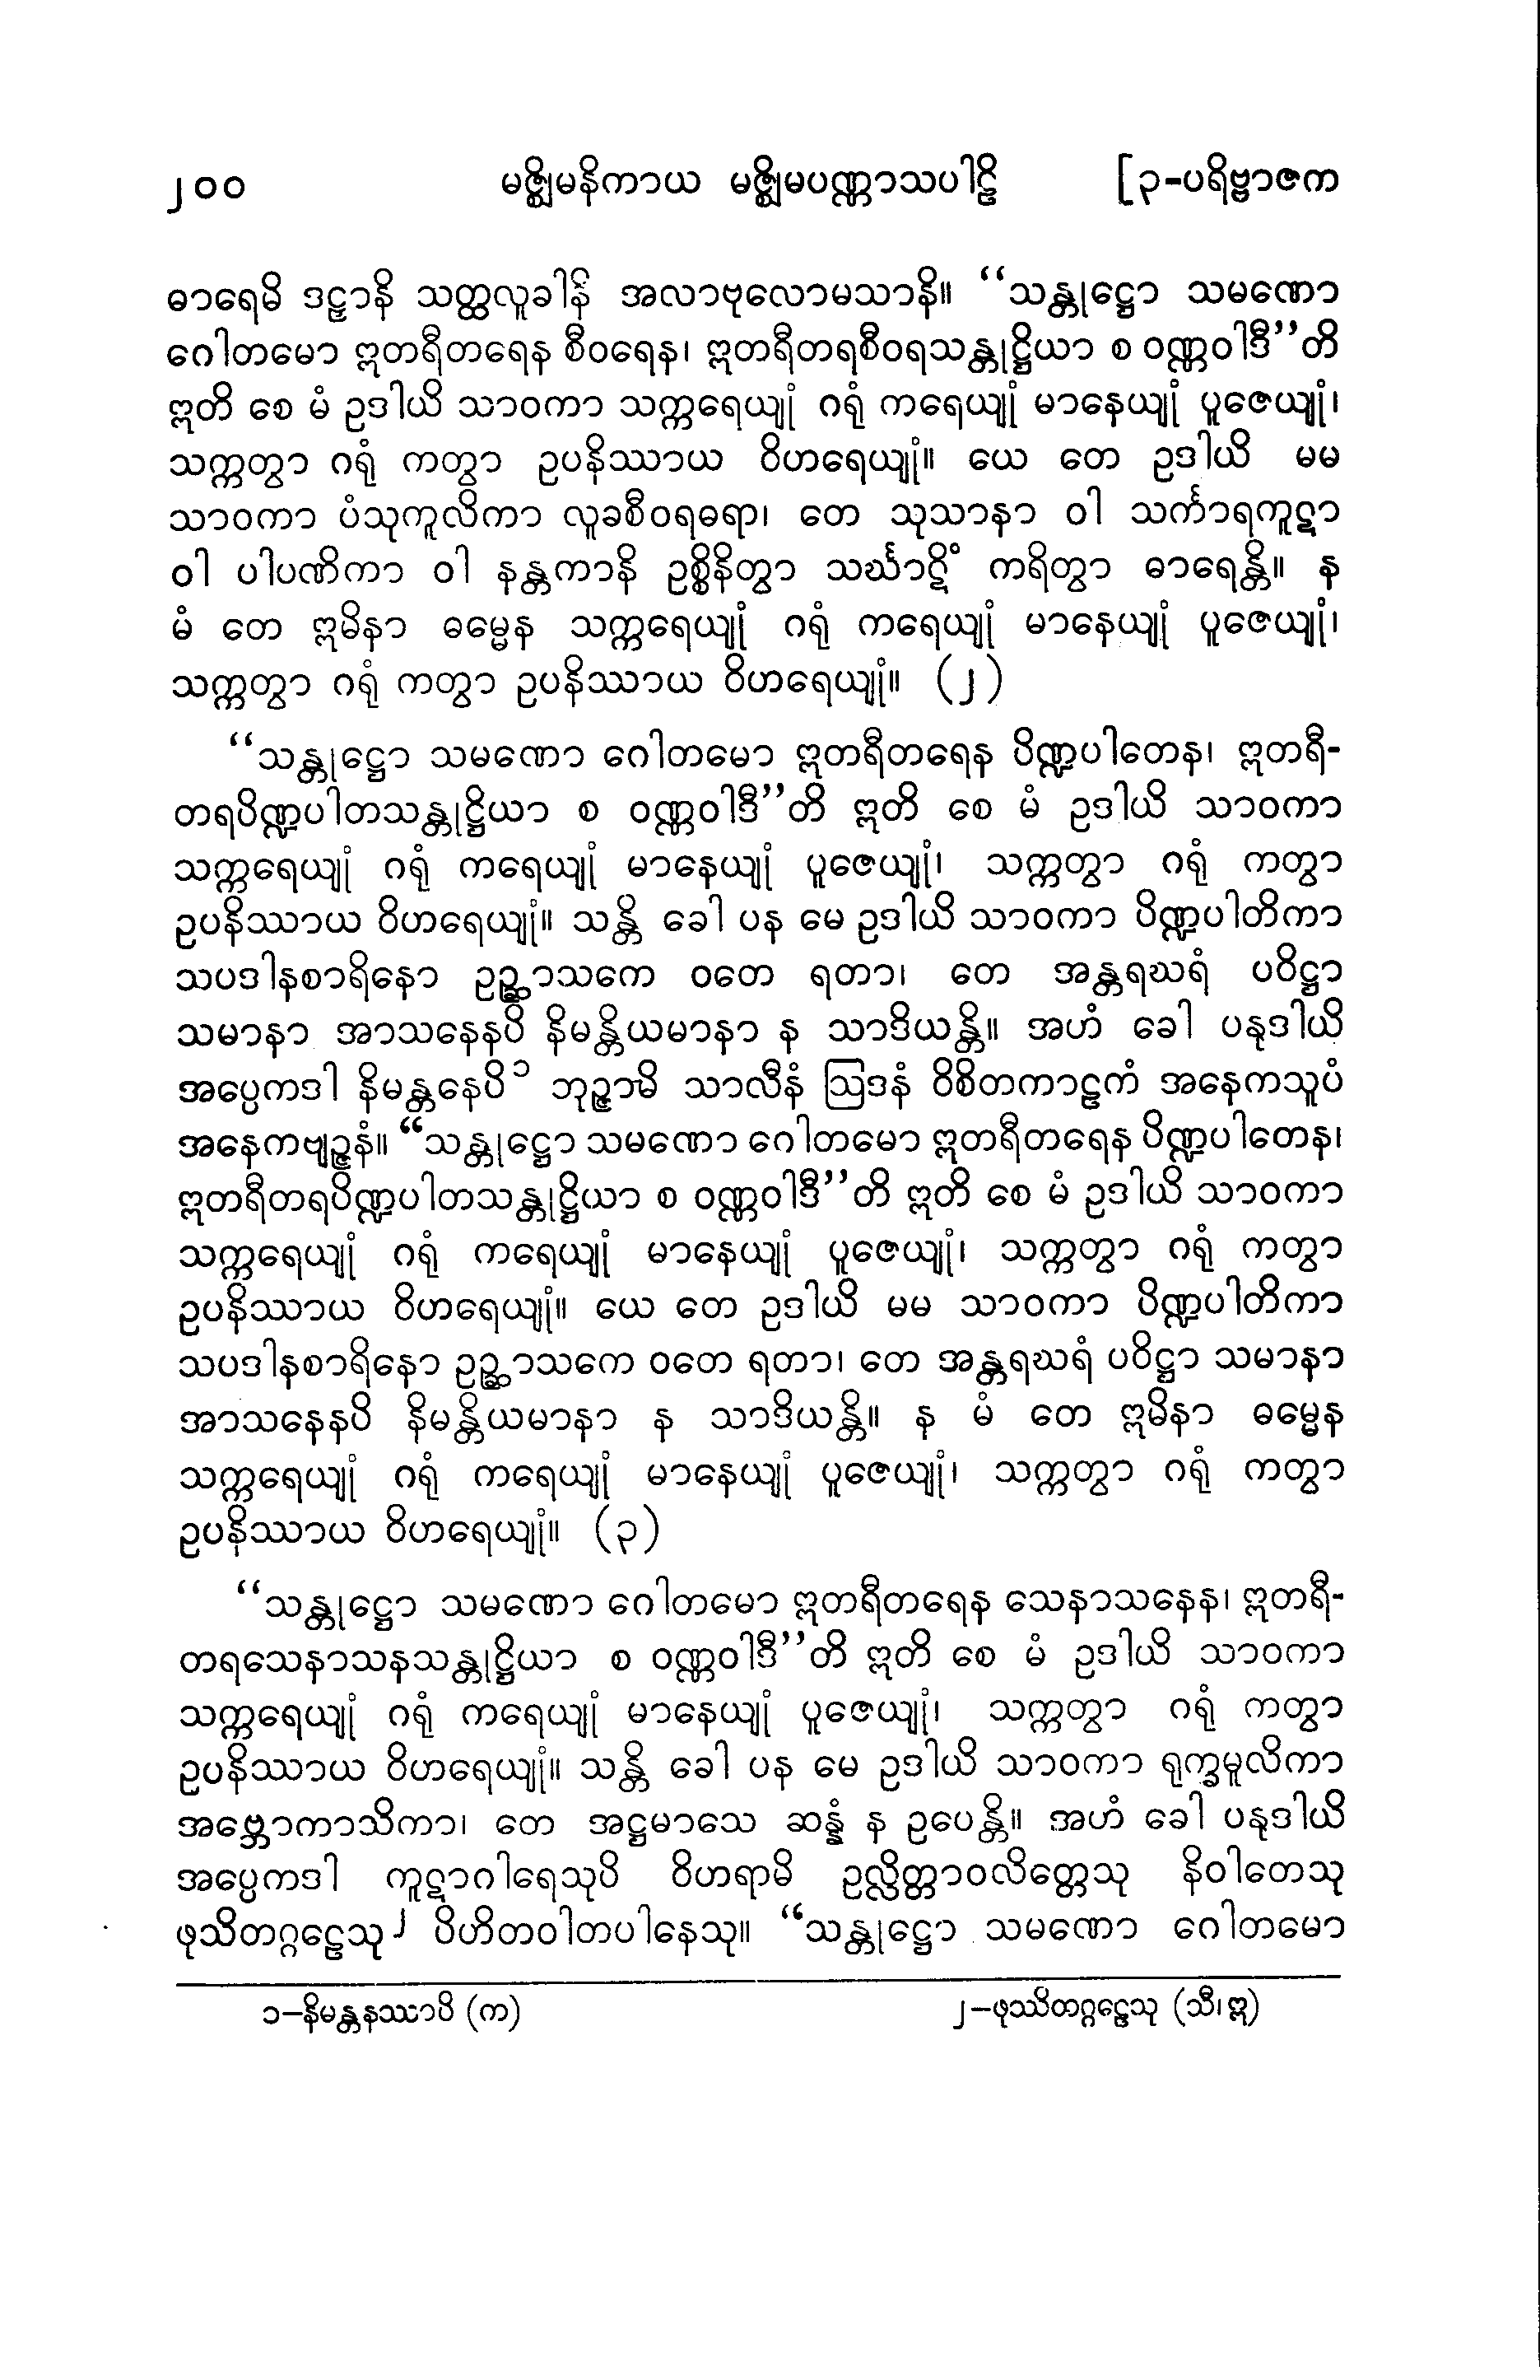 ၂၀၀ မဇ္ဈိမနိကာယ မဇ္ဈိမပဏ္ဏာသပါဠိ [၃-ပရိဗ္ဗာဇက
ဓာရေမိ ဒဠှာနိ သတ္ထလူခါနိ အလာဗုလောမသာနိ။ “သန္တုဋ္ဌော သမဏော
ဂေါတမော ဣတရီတရေန စီဝရေန၊ ဣတရီတရစီဝရသန္တုဋ္ဌိယာ စ ဝဏ္ဏဝါဒီ”တိ
ဣတိ စေ မံ ဥဒါယိ သာဝကာ သက္ကရေယျုံ ဂရုံ ကရေယျုံ မာနေယျုံ ပူဇေယျုံ၊
သက္ကတွာ ဂရုံ ကတွာ ဥပနိဿာယ ဝိဟရေယျုံ။ ယေ တေ ဥဒါယိ မမ
သာဝကာ ပံသုကူလိကာ လူခစီဝရဓရာ၊ တေ သုသာနာ ဝါ သင်္ကာရကူဋာ
ဝါ ပါပဏိကာ ဝါ နန္တကာနိ ဥစ္စိနိတွာ သင်္ဃာဋိံ ကရိတွာ ဓာရေန္တိ။ န
မံ တေ ဣမိနာ ဓမ္မေန သက္ကရေယျုံ ဂရုံ ကရေယျုံ မာနေယျုံ ပူဇေယျုံ၊
သက္ကတွာ ဂရုံ ကတွာ ဥပနိဿာယ ဝိဟရေယျုံ။ (၂)
“သန္တုဋ္ဌော သမဏော ဂေါတမော ဣတရီတရေန ပိဏ္ဍပါတေန၊ ဣတရီ-
တရပိဏ္ဍပါတသန္တုဋ္ဌိယာ စ ဝဏ္ဏဝါဒီ”တိ ဣတိ စေ မံ ဥဒါယိ သာဝကာ
သက္ကရေယျုံ ဂရုံ ကရေယျုံ မာနေယျုံ ပူဇေယျုံ၊ သက္ကတွာ ဂရုံ ကတွာ
ဥပနိဿာယ ဝိဟရေယျုံ။ သန္တိ ခေါ ပန မေ ဥဒါယိ သာဝကာ ပိဏ္ဍပါတိကာ
သပဒါနစာရိနော ဥဉ္ဆာသကေ ဝတေ ရတာ၊ တေ အန္တရဃရံ ပဝိဋ္ဌာ
သမာနာ အာသနေနပိ နိမန္တိယမာနာ န သာဒိယန္တိ။ အဟံ ခေါ ပနုဒါယိ
အပ္ပေကဒါ နိမန္တနေပိ၁ ဘုဉ္ဇာမိ သာလီနံ ဩဒနံ ဝိစိတကာဠကံ အနေကသူပံ
အနေကဗျဉ္ဇနံ။ “သန္တုဋ္ဌော သမဏော ဂေါတမော ဣတရီတရေန ပိဏ္ဍပါတေန၊
ဣတရီတရပိဏ္ဍပါတသန္တုဋ္ဌိယာ စ ဝဏ္ဏဝါဒီ”တိ ဣတိ စေ မံ ဥဒါယိ သာဝကာ
သက္ကရေယျုံ ဂရုံ ကရေယျုံ မာနေယျုံ ပူဇေယျုံ၊ သက္ကတွာ ဂရုံ ကတွာ
ဥပနိဿာယ ဝိဟရေယျုံ။ ယေ တေ ဥဒါယိ မမ သာဝကာ ပိဏ္ဍပါတိကာ
သပဒါနစာရိနော ဥဉ္ဆာသကေ ဝတေ ရတာ၊ တေ အန္တရဃရံ ပဝိဋ္ဌာ သမာနာ
အာသနေနပိ နိမန္တိယမာနာ န သာဒိယန္တိ။ န မံ တေ ဣမိနာ ဓမ္မေန
သက္ကရေယျုံ ဂရုံ ကရေယျုံ မာနေယျုံ ပူဇေယျုံ၊ သက္ကတွာ ဂရုံ ကတွာ
ဥပနိဿာယ ဝိဟရေယျုံ။ (၃)
“သန္တုဋ္ဌော သမဏော ဂေါတမော ဣတရီတရေန သေနာသနေန၊ ဣတရီ-
တရသေနာသနသန္တုဋ္ဌိယာ စ ဝဏ္ဏဝါဒီ”တိ ဣတိ စေ မံ ဥဒါယိ သာဝကာ
သက္ကရေယျုံ ဂရုံ ကရေယျုံ မာနေယျုံ ပူဇေယျုံ၊ သက္ကတွာ ဂရုံ ကတွာ
ဥပနိဿာယ ဝိဟရေယျုံ။ သန္တိ ခေါ ပန မေ ဥဒါယိ သာဝကာ ရုက္ခမူလိကာ
အဗ္ဘောကာသိကာ၊ တေ အဋ္ဌမာသေ ဆန္နံ န ဥပေန္တိ။ အဟံ ခေါ ပနုဒါယိ
အပ္ပေကဒါ ကူဋာဂါရေသုပိ ဝိဟရာမိ ဥလ္လိတ္တာဝလိတ္တေသု နိဝါတေသု
ဖုသိတဂ္ဂဠေသု၂ ပိဟိတဝါတပါနေသု။ “သန္တုဋ္ဌော သမဏော ဂေါတမော
၁–နိမန္တနဿာပိ (က) ၂–ဖုဿိတဂ္ဂဠေသု (သီ၊ ဣ)